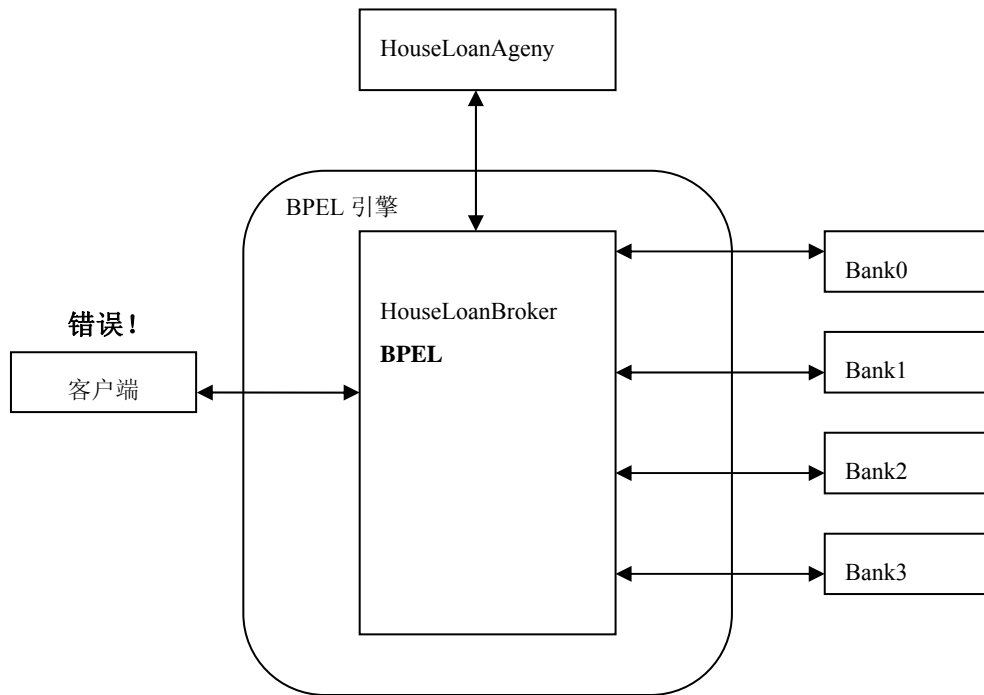 HouseLoanAgeny
BPEL 引擎
HouseLoanBroker
BPEL
错误！
客户端
Bank0
Bank1
Bank2
Bank3